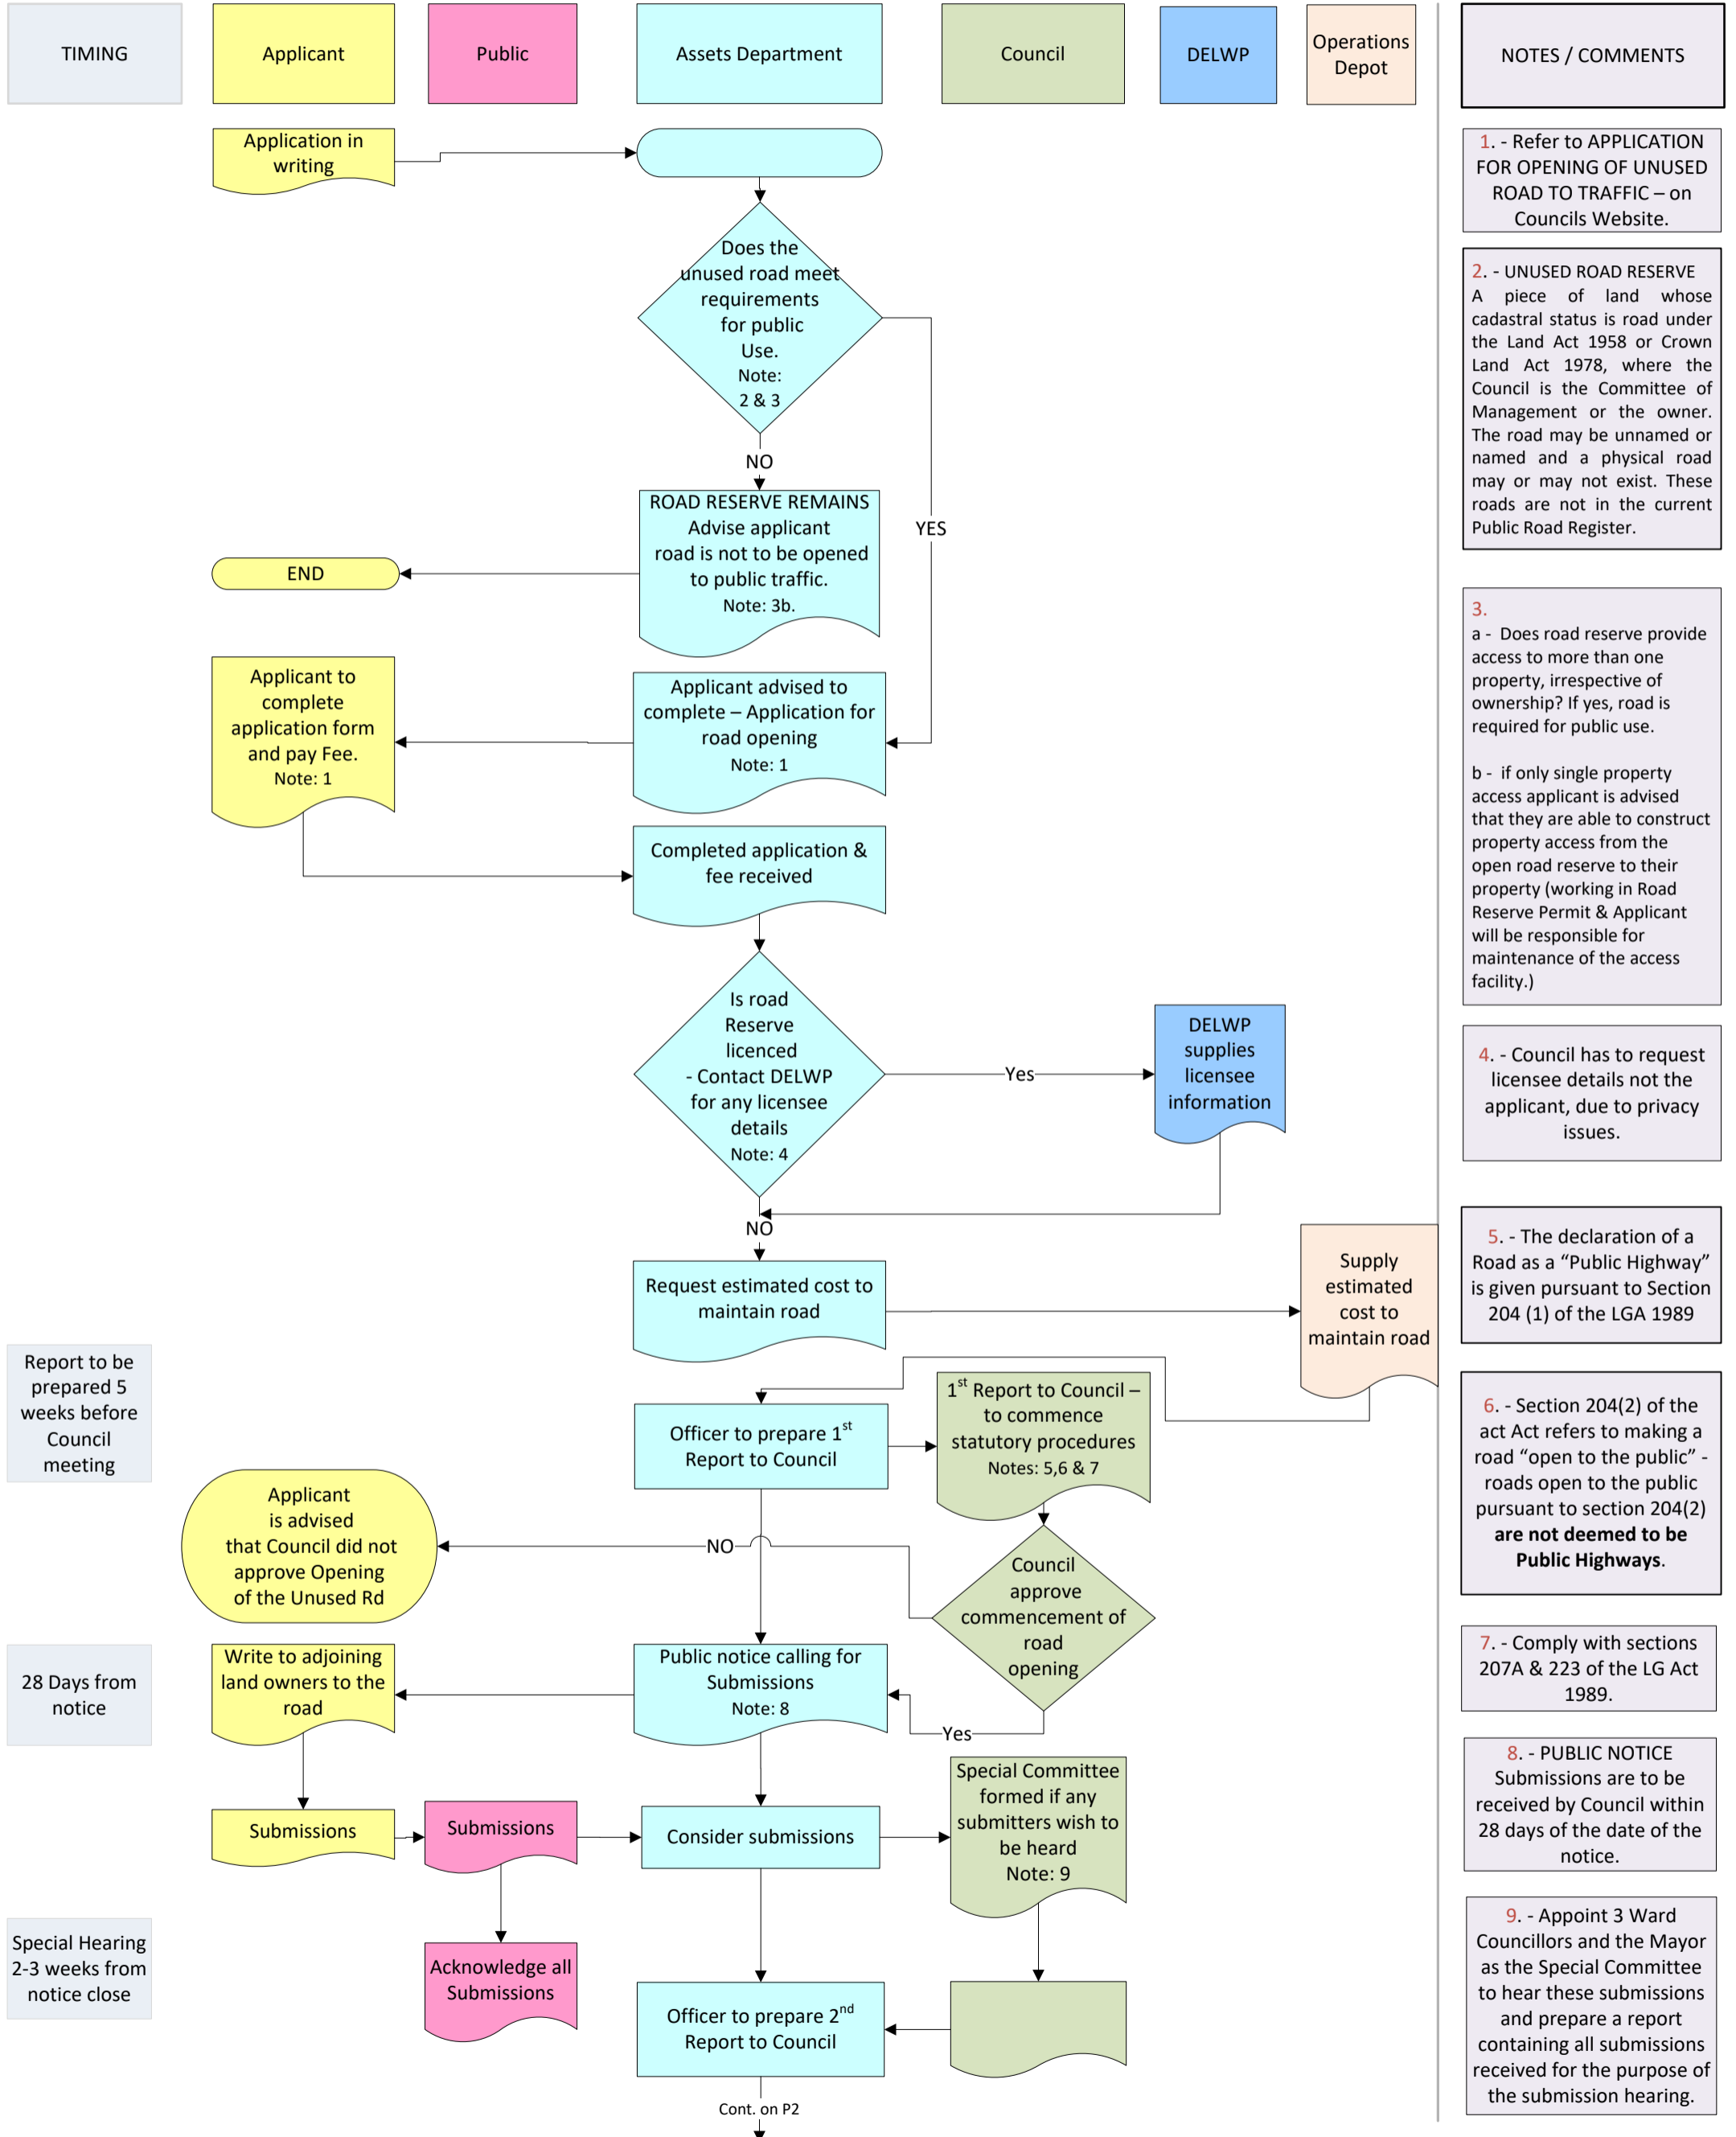 TIMING
Applicant
Public
Assets Department
Council
DELWP
Operations
Depot
NOTES / COMMENTS
Application in
writing
Does the
unused road meet
requirements
for public
Use.
Note:
2 & 3
NO
YES
ROAD RESERVE REMAINS
Advise applicant
road is not to be opened
to public traffic.
Note: 3b.
END
Applicant to
complete
application form
and pay Fee.
Note: 1
Applicant advised to
complete – Application for
road opening
Note: 1
Completed application &
fee received
Is road
Reserve
licenced
- Contact DELWP
for any licensee
details
Note: 4
Yes
DELWP
supplies
licensee
information
NO
Request estimated cost to
maintain road
Supply
estimated
cost to
maintain road
Report to be
prepared 5
weeks before
Council
meeting
Officer to prepare 1st
Report to Council
1st Report to Council –
to commence
statutory procedures
Notes: 5,6 & 7
Applicant
is advised
that Council did not
approve Opening
of the Unused Rd
NO
Council
approve
commencement of
road
opening
Yes
28 Days from
notice
Write to adjoining
land owners to the
road
Public notice calling for
Submissions
Note: 8
Submissions
Submissions
Consider submissions
Special Committee
formed if any
submitters wish to
be heard
Note: 9
Special Hearing
2-3 weeks from
notice close
Acknowledge all
Submissions
Officer to prepare 2nd
Report to Council
Cont. on P2
1. - Refer to APPLICATION
FOR OPENING OF UNUSED
ROAD TO TRAFFIC – on
Councils Website.
2. - UNUSED ROAD RESERVE
A piece of land whose
cadastral status is road under
the Land Act 1958 or Crown
Land Act 1978, where the
Council is the Committee of
Management or the owner.
The road may be unnamed or
named and a physical road
may or may not exist. These
roads are not in the current
Public Road Register.
3.
a - Does road reserve provide
access to more than one
property, irrespective of
ownership? If yes, road is
required for public use.
b - if only single property
access applicant is advised
that they are able to construct
property access from the
open road reserve to their
property (working in Road
Reserve Permit & Applicant
will be responsible for
maintenance of the access
facility.)
4. - Council has to request
licensee details not the
applicant, due to privacy
issues.
5. - The declaration of a
Road as a “Public Highway”
is given pursuant to Section
204 (1) of the LGA 1989
6. - Section 204(2) of the
act Act refers to making a
road “open to the public” -
roads open to the public
pursuant to section 204(2)
are not deemed to be
Public Highways.
7. - Comply with sections
207A & 223 of the LG Act
1989.
8. - PUBLIC NOTICE
Submissions are to be
received by Council within
28 days of the date of the
notice.
9. - Appoint 3 Ward
Councillors and the Mayor
as the Special Committee
to hear these submissions
and prepare a report
containing all submissions
received for the purpose of
the submission hearing.